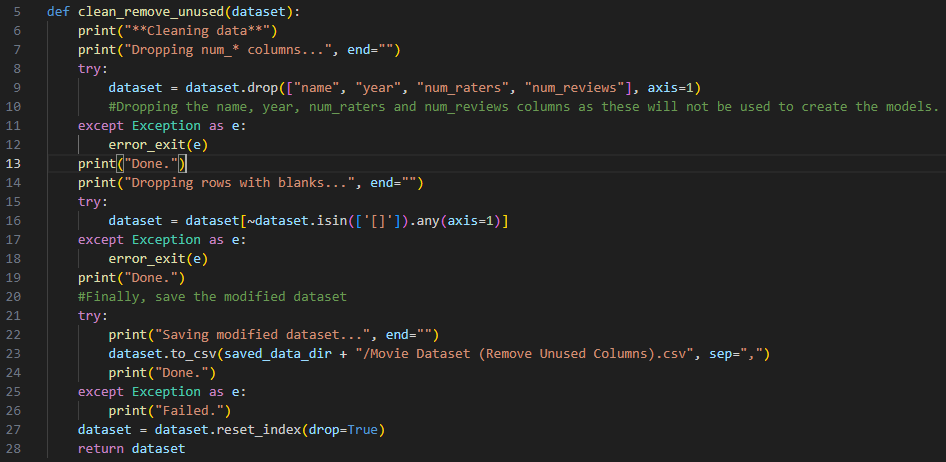 5 def clean_remove_unused(dataset):
6 print("**Cleaning data**")
7 print("Dropping num_* columns...", end="")
8 try:
9 dataset = dataset.drop(["name", "year", "num_raters", "num_reviews"], axis=1)
10 #Dropping the name, year, num_raters and num_reviews columns as these will not be used to create the models.
11 except Exception as e:
12 error_exit(e)
13 print("Done.")
14 print("Dropping rows with blanks...", end="")
15 try:
16 dataset = dataset[~dataset.isin(['[]']).any(axis=1)]
17 except Exception as e:
18 error_exit(e)
19 print("Done.")
20 #Finally, save the modified dataset
21 try:
22 print("Saving modified dataset...", end="")
23 dataset.to_csv(saved_data_dir + "/Movie Dataset (Remove Unused Columns).csv", sep=",")
24 print("Done.")
25 except Exception as e:
26 print("Failed.")
27 dataset = dataset.reset_index(drop=True)
28 return dataset